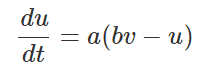 du/dt = a(bv − u)